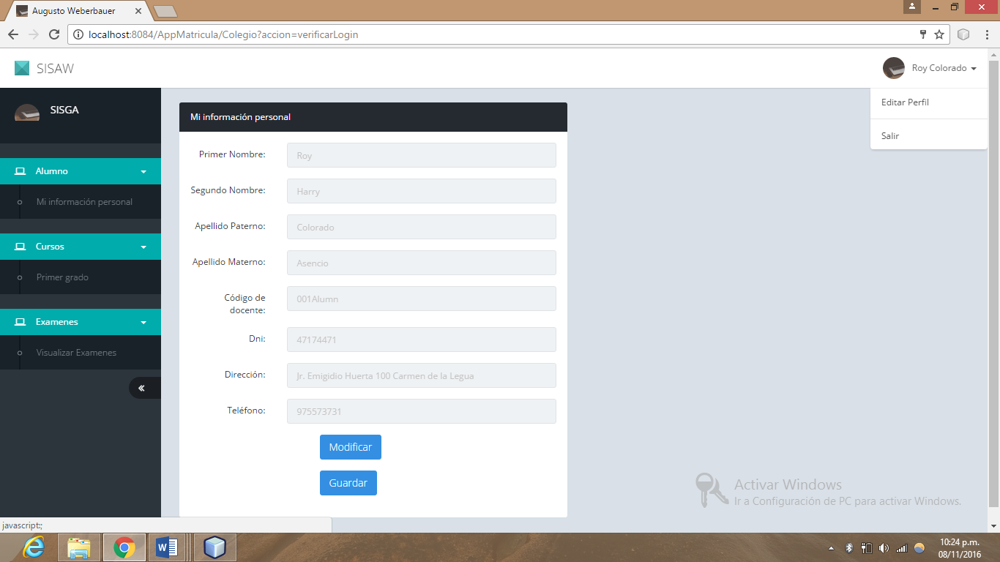 Augusto Weberbauer
localhost:8084/AppMatricula/Colegio?accion=verificarLogin
SISAW
Roy Colorado
Editar Perfil
Salir
SISGA
Alumno
Mi información personal
Cursos
Primer grado
Examenes
Visualizar Examenes
Mi información personal
Primer Nombre: Roy
Segundo Nombre: Harry
Apellido Paterno: Colorado
Apellido Materno: Asencio
Código de
docente: 001Alumn
Dni: 47174471
Dirección: Jr. Emigidio Huerta 100 Carmen de la Legua
Teléfono: 975573731
Modificar
Guardar
Activar Windows
Ir a Configuración de PC para activar Windows.
javascript:;
10:24 p.m.
08/11/2016